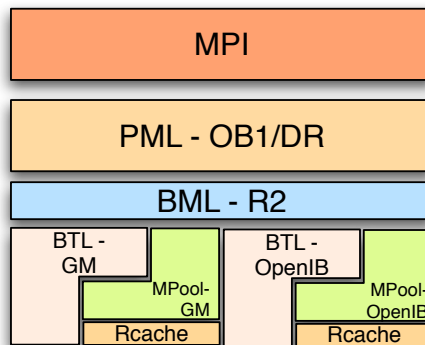 MPI
PML - OB1/DR
BML - R2
BTL -
GM
MPool-
GM
Rcache
BTL -
OpenIB
MPool-
OpenIB
Rcache